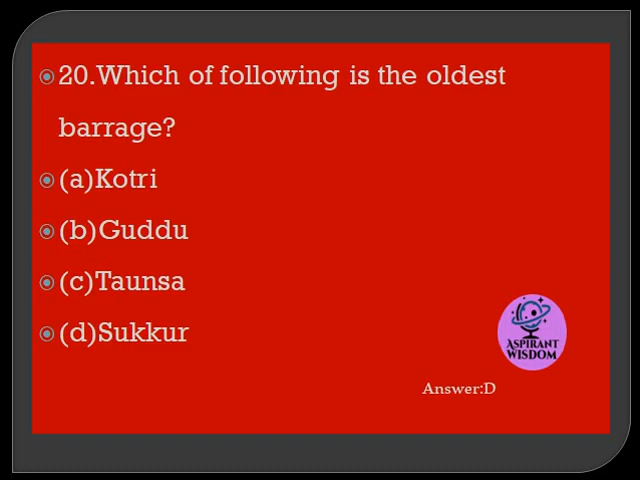 20.Which of following is the oldest
barrage?
(a)Kotri
(b)Guddu
(c)Taunsa
(d)Sukkur
ASPIRANT
WISDOM
Answer:D